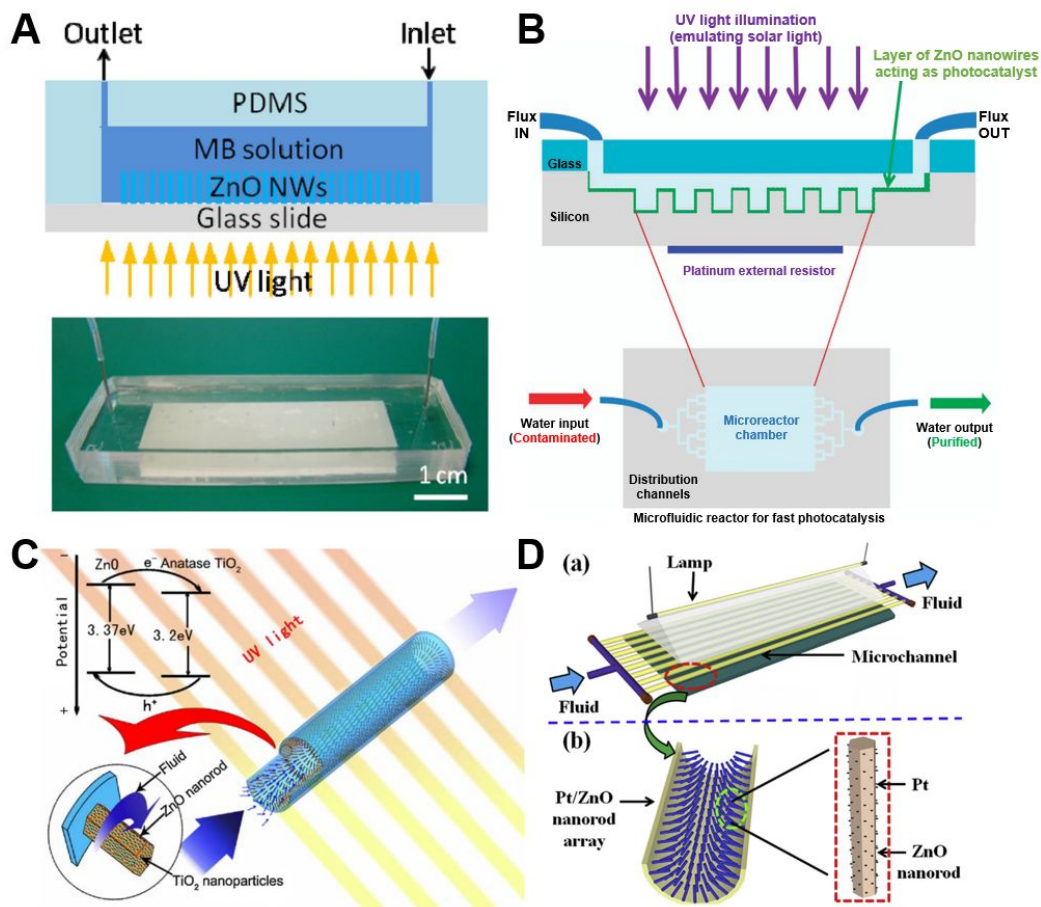 A
Outlet
Inlet
PDMS
MB solution
ZnO NWs
Glass slide
UV light
1 cm
B
UV light illumination
(emulating solar light)
Layer of ZnO nanowires
acting as photocatalyst
Flux
IN
Flux
OUT
Glass
Silicon
Platinum external resistor
Water input
(Contaminated)
Microreactor
chamber
Water output
(Purified)
Distribution
channels
Microfluidic reactor for fast photocatalysis
C
ZnO
e⁻ Anatase TiO₂
Potential
−
3.37eV
3.2eV
+
h⁺
UV light
Fluid
ZnO nanorod
TiO₂ nanoparticles
D
(a)
Lamp
Fluid
Microchannel
Fluid
(b)
Pt/ZnO
nanorod
array
Pt
ZnO
nanorod